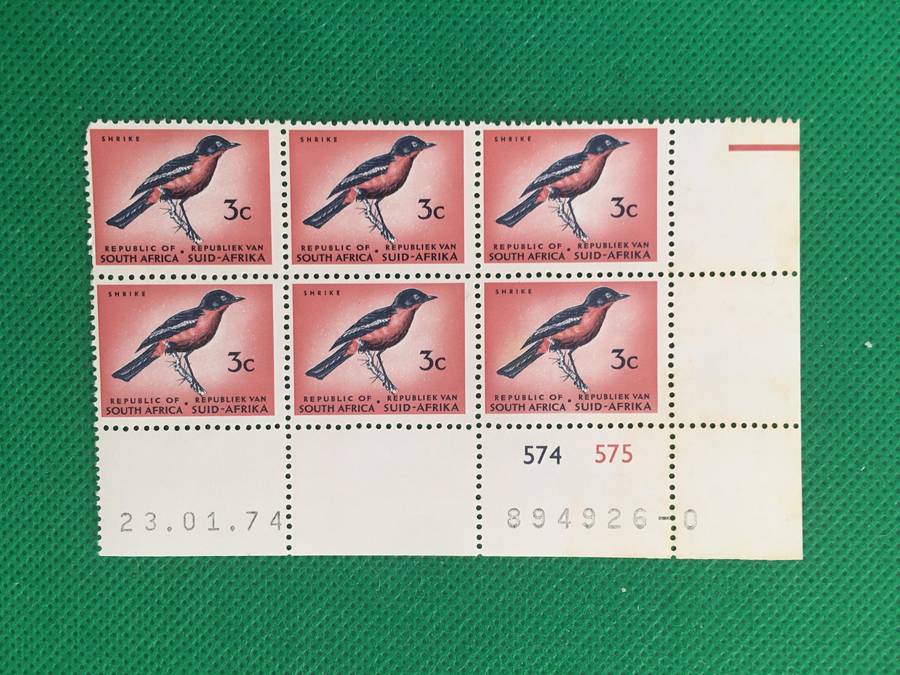 SHRIKE SHRIKE SHRIKE
3c 3c 3c
REPUBLIC OF · REPUBLIEK VAN REPUBLIC OF · REPUBLIEK VAN REPUBLIC OF · REPUBLIEK VAN
SOUTH AFRICA SUID-AFRIKA SOUTH AFRICA SUID-AFRIKA SOUTH AFRICA SUID-AFRIKA
SHRIKE SHRIKE SHRIKE
3c 3c 3c
REPUBLIC OF · REPUBLIEK VAN REPUBLIC OF · REPUBLIEK VAN REPUBLIC OF · REPUBLIEK VAN
SOUTH AFRICA SUID-AFRIKA SOUTH AFRICA SUID-AFRIKA SOUTH AFRICA SUID-AFRIKA
574 575
23.01.74 894926-0